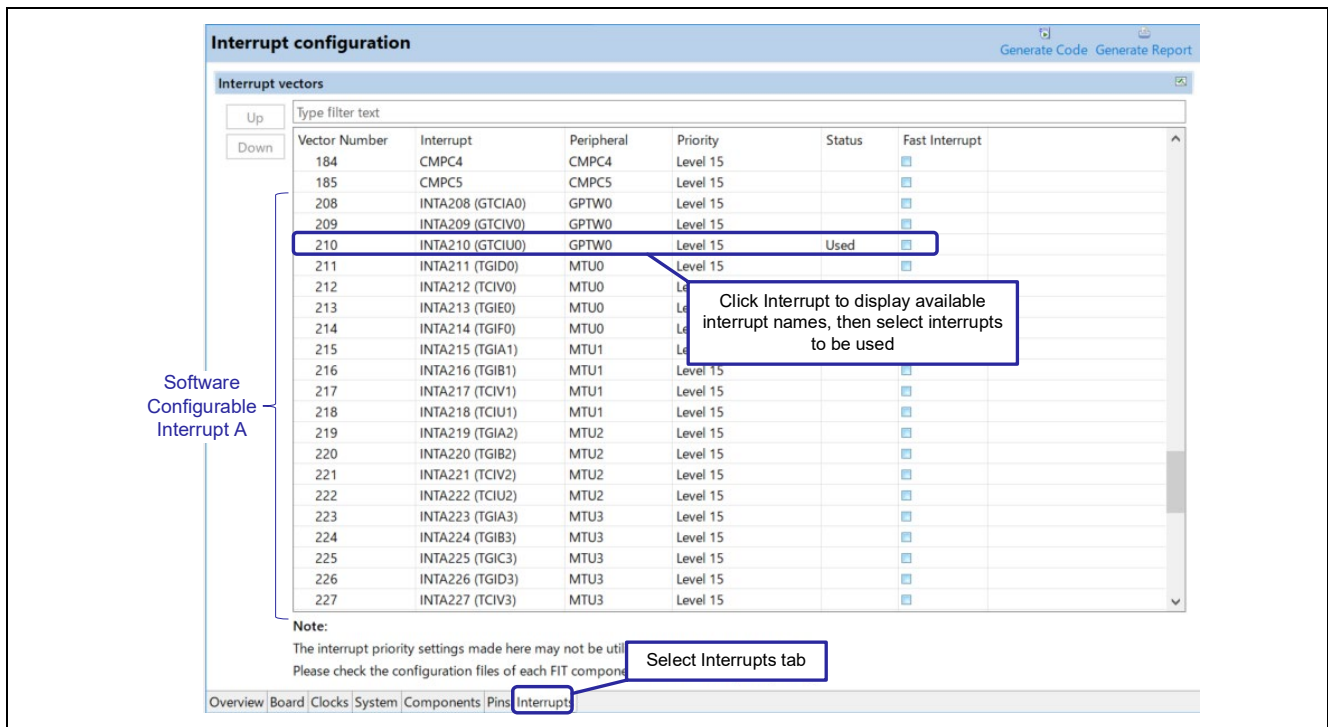 Interrupt configuration
Generate Code Generate Report
Interrupt vectors
Up
Down
Type filter text
Vector Number Interrupt Peripheral Priority Status Fast Interrupt
184 CMPC4 CMPC4 Level 15
185 CMPC5 CMPC5 Level 15
208 INTA208 (GTCIA0) GPTW0 Level 15
209 INTA209 (GTCIV0) GPTW0 Level 15
210 INTA210 (GTCIU0) GPTW0 Level 15 Used
211 INTA211 (TGID0) MTU0 Level 15
212 INTA212 (TCIV0) MTU0
213 INTA213 (TGIE0) MTU0
214 INTA214 (TGIF0) MTU0
215 INTA215 (TGIA1) MTU1
216 INTA216 (TGIB1) MTU1 Level 15
217 INTA217 (TCIV1) MTU1 Level 15
218 INTA218 (TCIU1) MTU1 Level 15
219 INTA219 (TGIA2) MTU2 Level 15
220 INTA220 (TGIB2) MTU2 Level 15
221 INTA221 (TCIV2) MTU2 Level 15
222 INTA222 (TCIU2) MTU2 Level 15
223 INTA223 (TGIA3) MTU3 Level 15
224 INTA224 (TGIB3) MTU3 Level 15
225 INTA225 (TGIC3) MTU3 Level 15
226 INTA226 (TGID3) MTU3 Level 15
227 INTA227 (TCIV3) MTU3 Level 15
Click Interrupt to display available
interrupt names, then select interrupts
to be used
Software
Configurable
Interrupt A
Note:
The interrupt priority settings made here may not be
Please check the configuration files of each FIT
Select Interrupts tab
Overview Board Clocks System Components Pins Interrupts